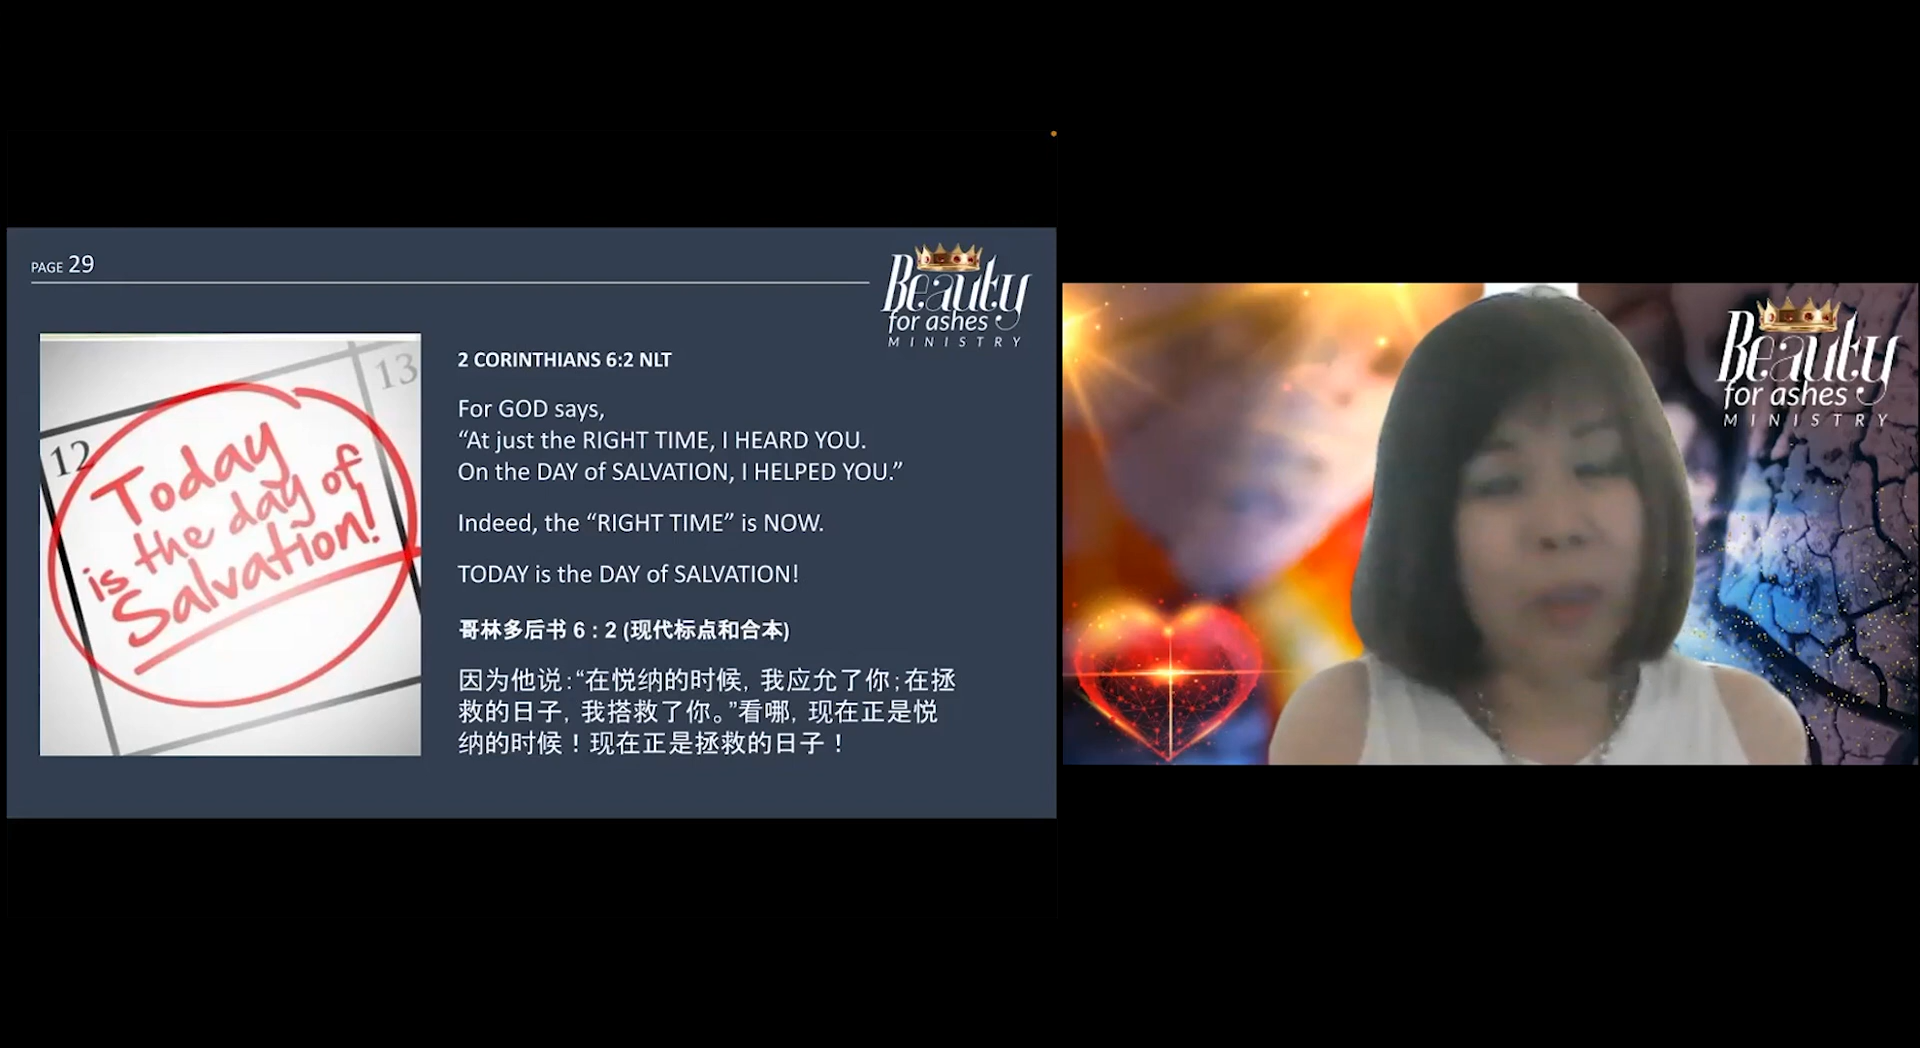 PAGE 29
Beauty
for ashes
MINISTRY
12
13
Today
is the day of
Salvation!
2 CORINTHIANS 6:2 NLT
For GOD says,
“At just the RIGHT TIME, I HEARD YOU.
On the DAY of SALVATION, I HELPED YOU.”
Indeed, the “RIGHT TIME” is NOW.
TODAY is the DAY of SALVATION!
哥林多后书 6 : 2 (现代标点和合本)
因为他说：“在悦纳的时候，我应允了你；在拯
救的日子，我搭救了你。”看哪，现在正是悦
纳的时候！现在正是拯救的日子！
Beauty
for ashes
MINISTRY